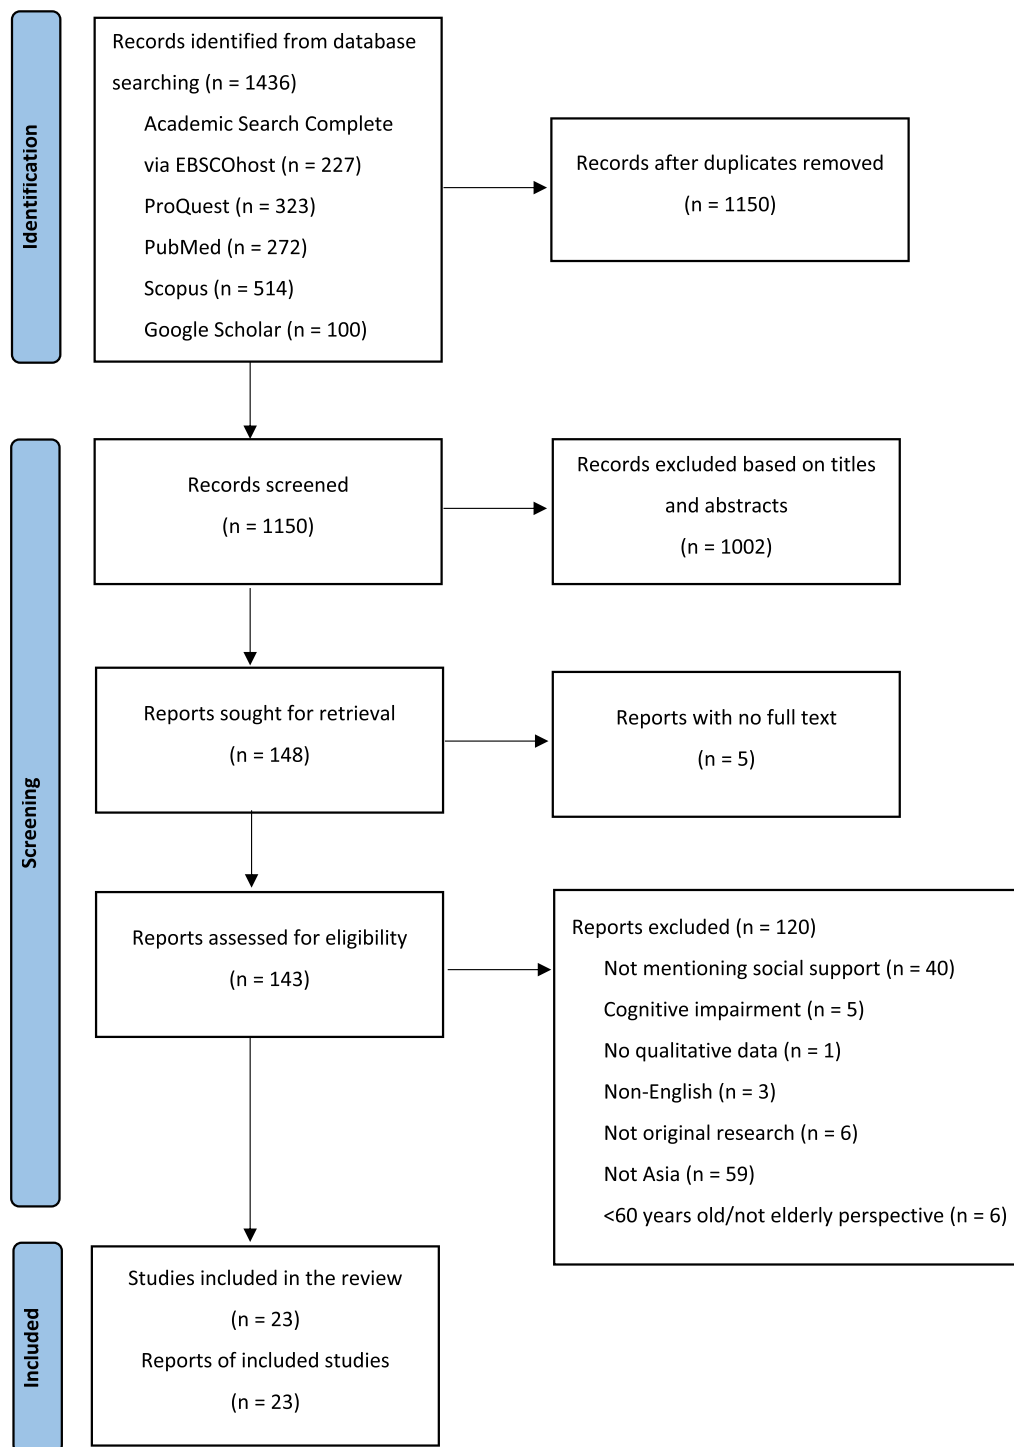 Identification
Records identified from database
searching (n = 1436)
Academic Search Complete
via EBSCOhost (n = 227)
ProQuest (n = 323)
PubMed (n = 272)
Scopus (n = 514)
Google Scholar (n = 100)
Records after duplicates removed
(n = 1150)
Screening
Records screened
(n = 1150)
Records excluded based on titles
and abstracts
(n = 1002)
Reports sought for retrieval
(n = 148)
Reports with no full text
(n = 5)
Reports assessed for eligibility
(n = 143)
Reports excluded (n = 120)
Not mentioning social support (n = 40)
Cognitive impairment (n = 5)
No qualitative data (n = 1)
Non-English (n = 3)
Not original research (n = 6)
Not Asia (n = 59)
<60 years old/not elderly perspective (n = 6)
Included
Studies included in the review
(n = 23)
Reports of included studies
(n = 23)